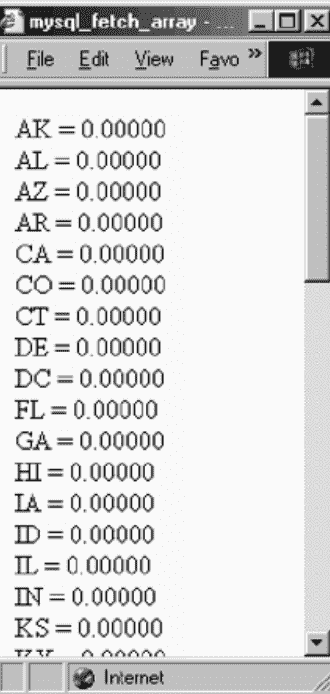 mysql_fetch_array - ...
File Edit View Favo »
AK = 0.00000
AL = 0.00000
AZ = 0.00000
AR = 0.00000
CA = 0.00000
CO = 0.00000
CT = 0.00000
DE = 0.00000
DC = 0.00000
FL = 0.00000
GA = 0.00000
HI = 0.00000
IA = 0.00000
ID = 0.00000
IL = 0.00000
IN = 0.00000
KS = 0.00000
Internet